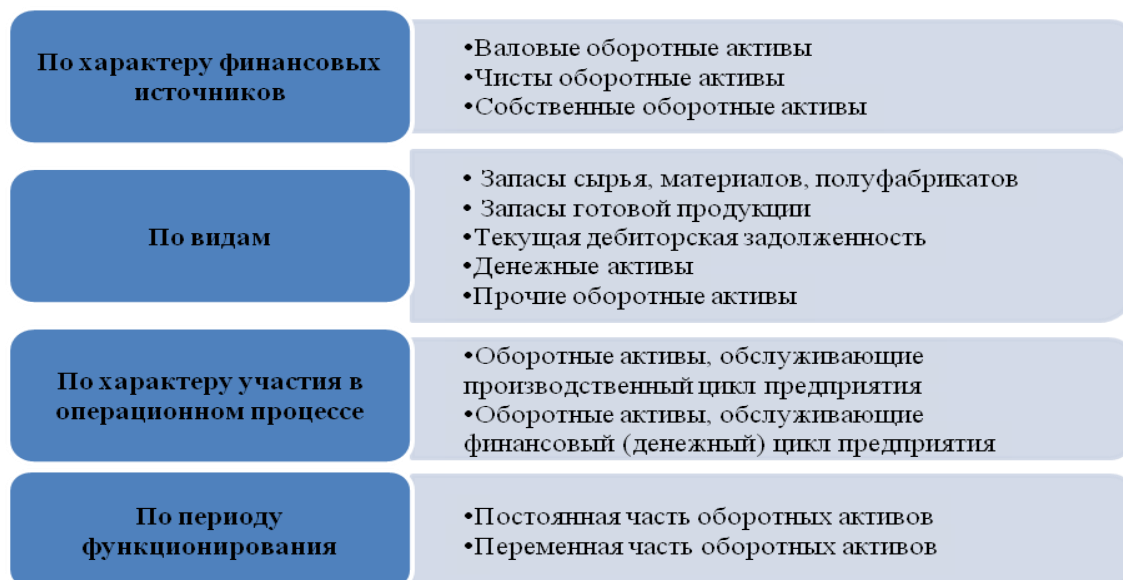 По характеру финансовых
источников
•Валовые оборотные активы
•Чисты оборотные активы
•Собственные оборотные активы
По видам
• Запасы сырья, материалов, полуфабрикатов
• Запасы готовой продукции
•Текущая дебиторская задолженность
•Денежные активы
•Прочие оборотные активы
По характеру участия в
операционном процессе
•Оборотные активы, обслуживающие
производственный цикл предприятия
•Оборотные активы, обслуживающие
финансовый (денежный) цикл предприятия
По периоду
функционирования
•Постоянная часть оборотных активов
•Переменная часть оборотных активов